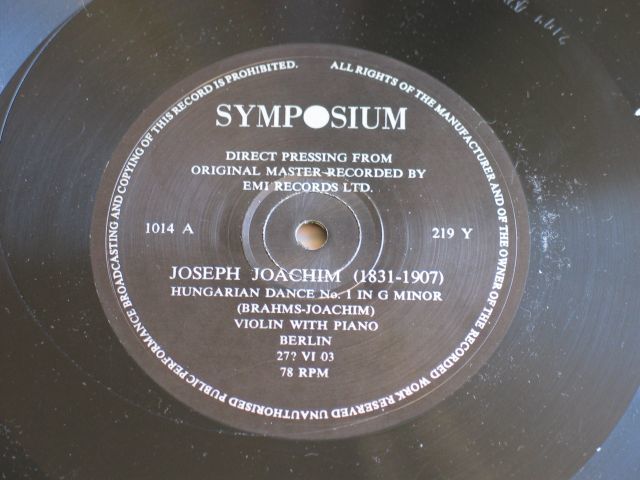 ALL RIGHTS OF THE MANUFACTURER AND OF THE OWNER OF THE RECORDED WORK RESERVED UNAUTHORISED PUBLIC PERFORMANCE BROADCASTING AND COPYING OF THIS RECORD IS PROHIBITED.
SYMPOSIUM
DIRECT PRESSING FROM
ORIGINAL MASTER RECORDED BY
EMI RECORDS LTD.
1014 A
219 Y
JOSEPH JOACHIM (1831-1907)
HUNGARIAN DANCE No. 1 IN G MINOR
(BRAHMS-JOACHIM)
VIOLIN WITH PIANO
BERLIN
27? VI 03
78 RPM